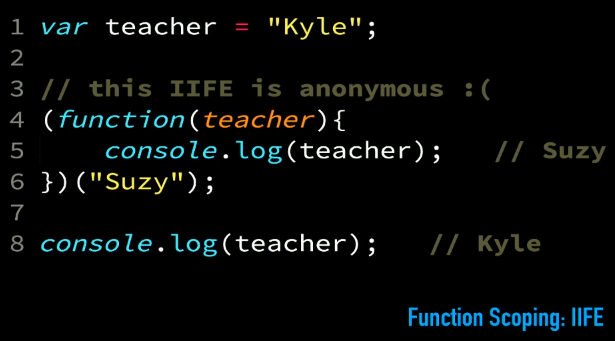 1 var teacher = "Kyle";
2
3 // this IIFE is anonymous :(
4 (function(teacher){
5     console.log(teacher);   // Suzy
6 })("Suzy");
7
8 console.log(teacher);   // Kyle
Function Scoping: IIFE